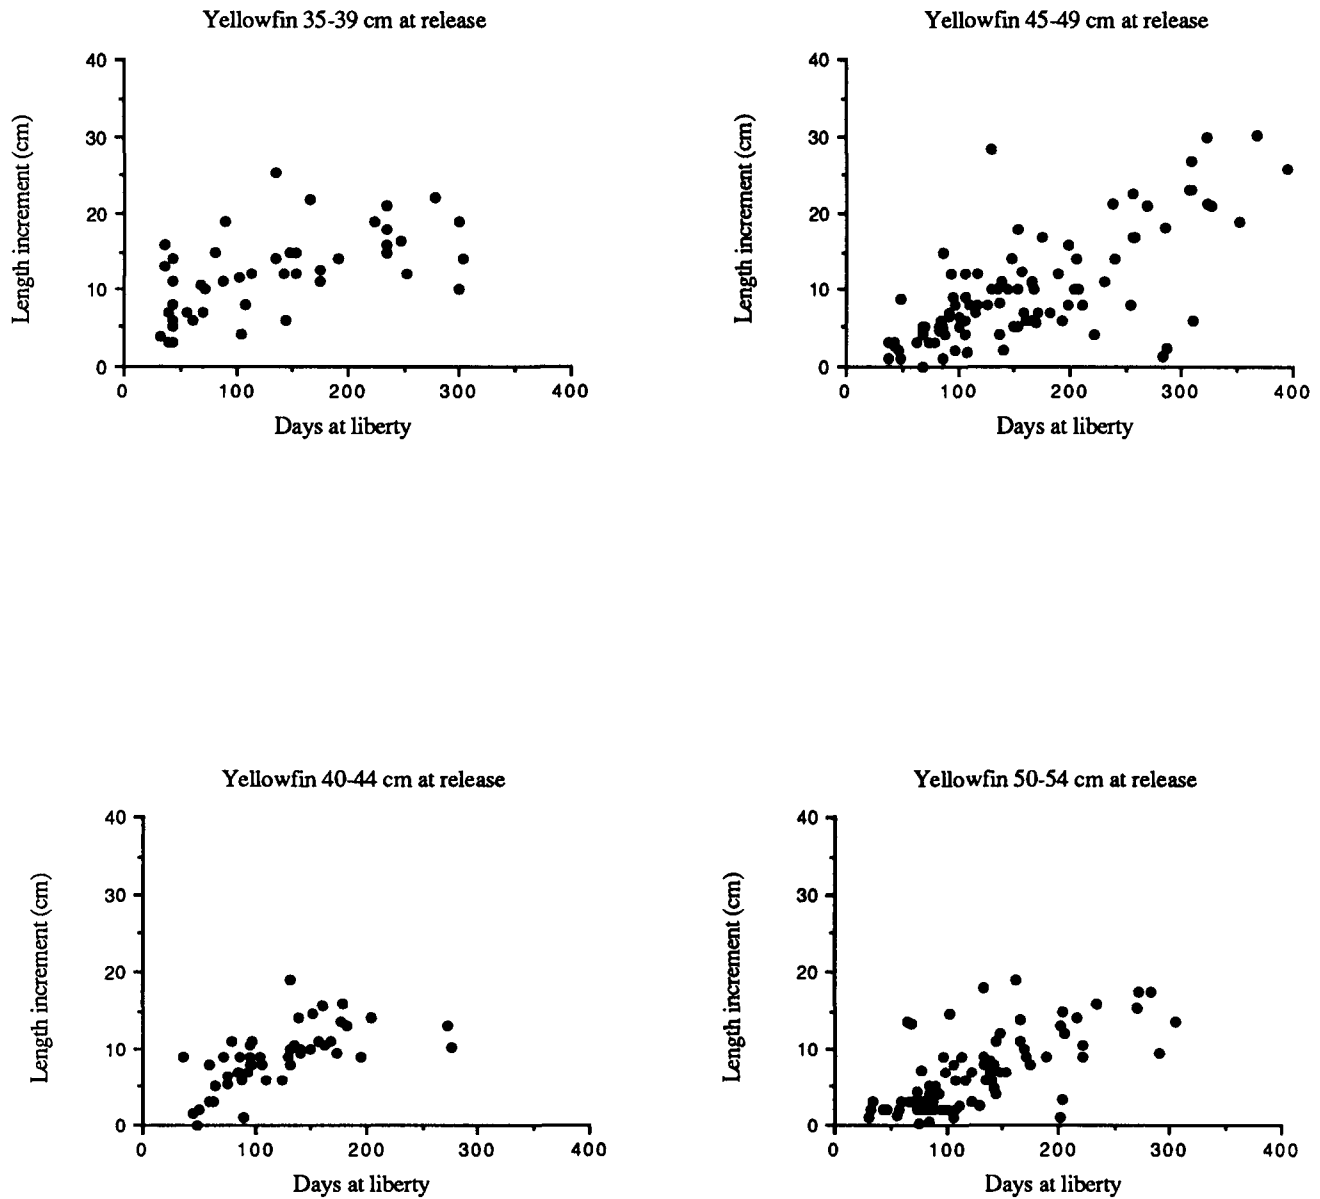 Yellowfin 35-39 cm at release
Length increment (cm)
40
30
20
10
0
0 100 200 300 400
Days at liberty
Yellowfin 45-49 cm at release
Length increment (cm)
40
30
20
10
0
0 100 200 300 400
Days at liberty
Yellowfin 40-44 cm at release
Length increment (cm)
40
30
20
10
0
0 100 200 300 400
Days at liberty
Yellowfin 50-54 cm at release
Length increment (cm)
40
30
20
10
0
0 100 200 300 400
Days at liberty